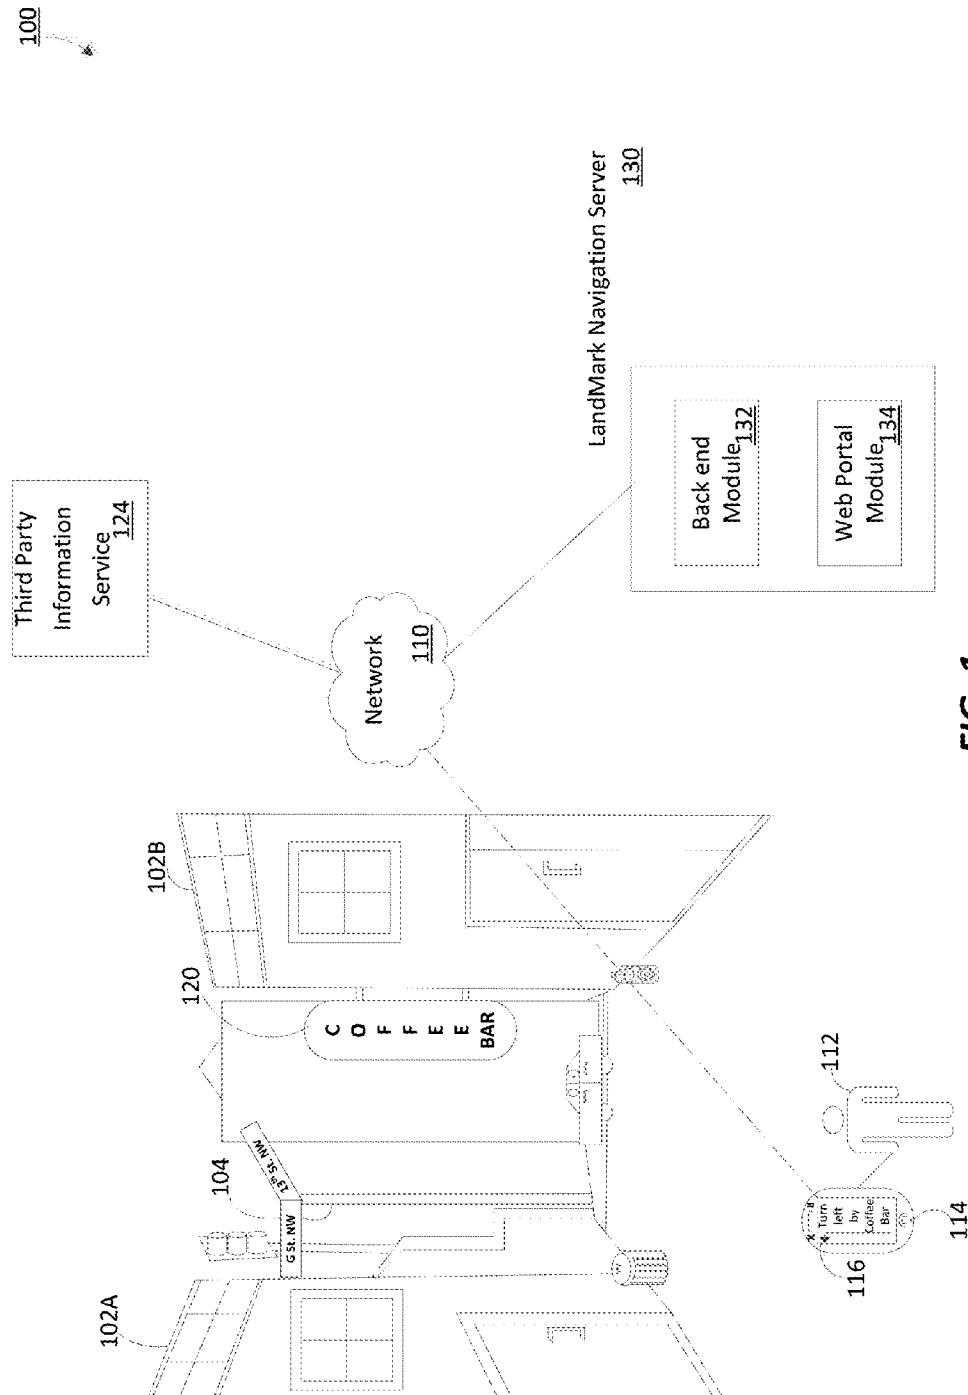 100
Third Party
Information
Service
124
LandMark Navigation Server
130
Network
110
Back end
Module
132
Web Portal
Module
134
102B
120
C
O
F
F
E
E
BAR
104
13th St. NW
G St. NW
102A
112
Turn
left
by
Coffee
Bar
116
114
FIG. 1